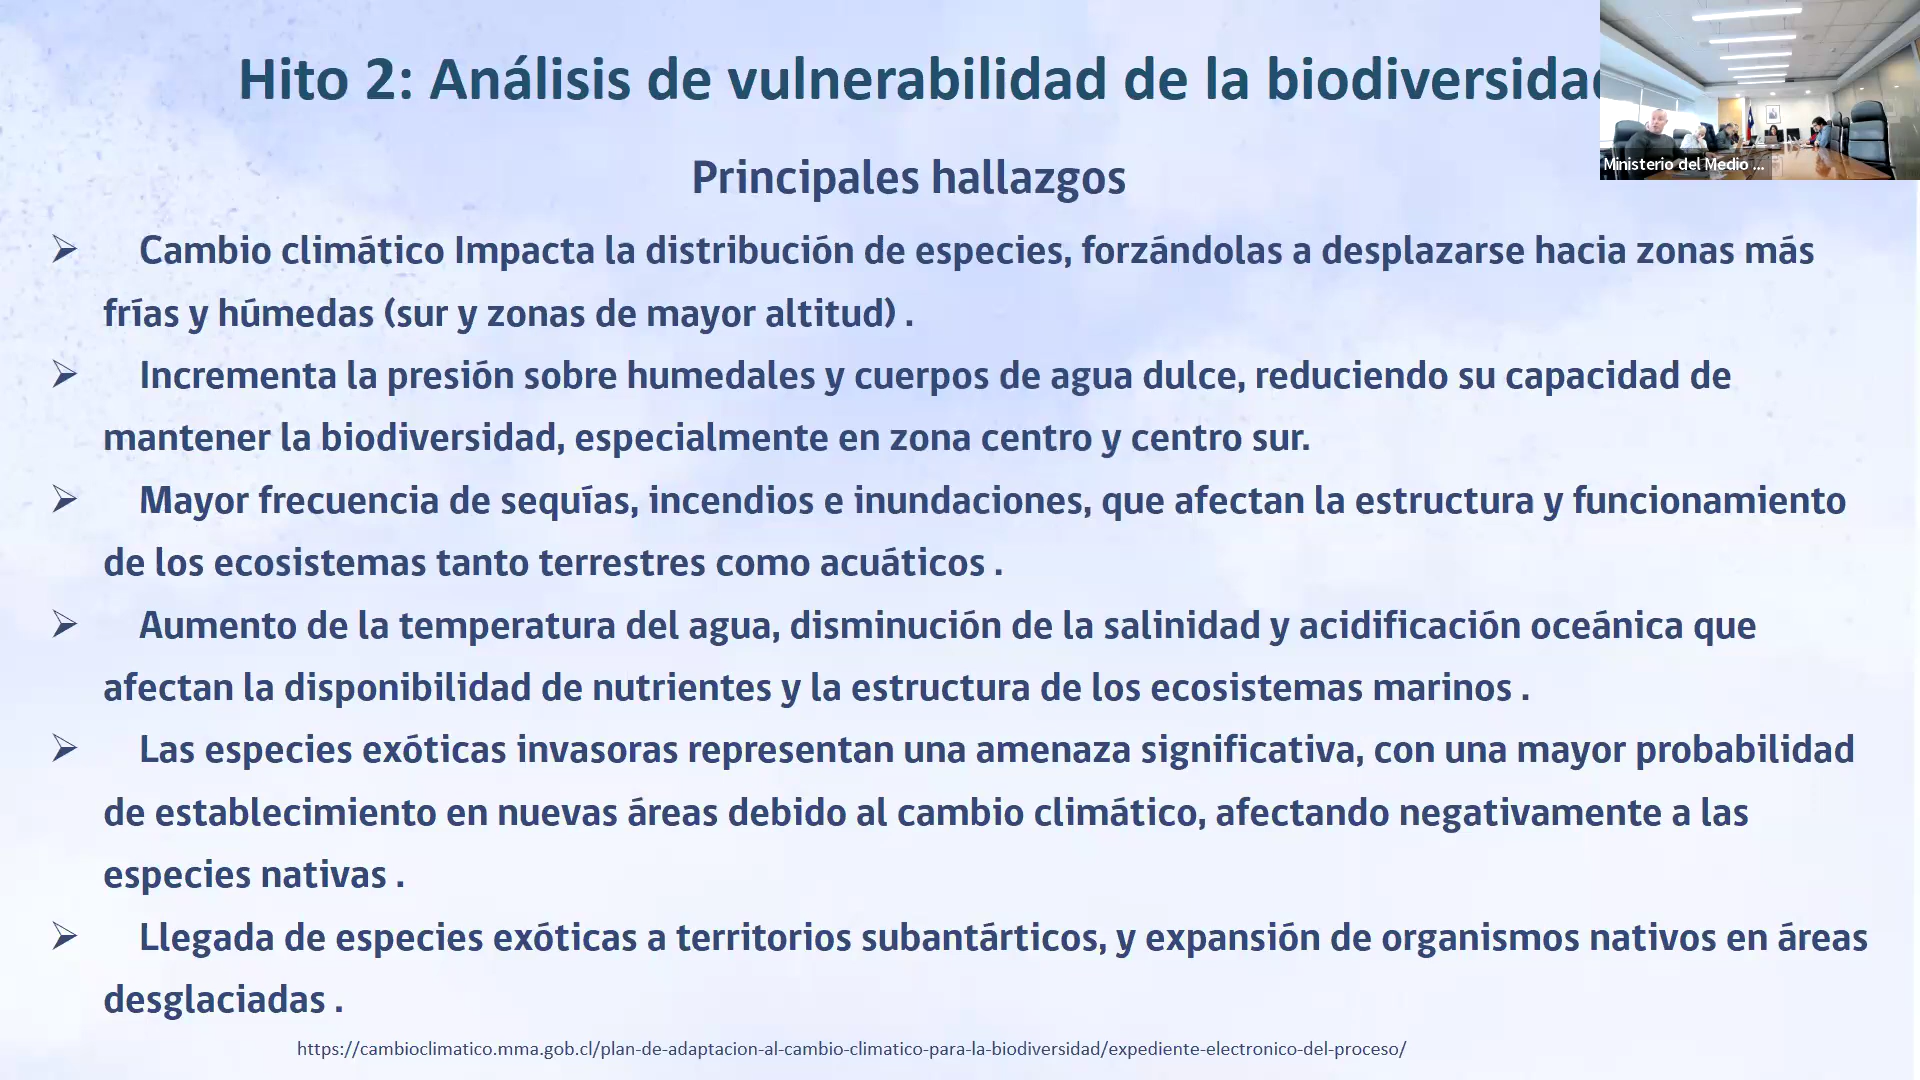 Hito 2: Análisis de vulnerabilidad de la biodiversidad
Ministerio del Medio ...
Principales hallazgos
➢ Cambio climático Impacta la distribución de especies, forzándolas a desplazarse hacia zonas más
frías y húmedas (sur y zonas de mayor altitud) .
➢ Incrementa la presión sobre humedales y cuerpos de agua dulce, reduciendo su capacidad de
mantener la biodiversidad, especialmente en zona centro y centro sur.
➢ Mayor frecuencia de sequías, incendios e inundaciones, que afectan la estructura y funcionamiento
de los ecosistemas tanto terrestres como acuáticos .
➢ Aumento de la temperatura del agua, disminución de la salinidad y acidificación oceánica que
afectan la disponibilidad de nutrientes y la estructura de los ecosistemas marinos .
➢ Las especies exóticas invasoras representan una amenaza significativa, con una mayor probabilidad
de establecimiento en nuevas áreas debido al cambio climático, afectando negativamente a las
especies nativas .
➢ Llegada de especies exóticas a territorios subantárticos, y expansión de organismos nativos en áreas
desglaciadas .
https://cambioclimatico.mma.gob.cl/plan-de-adaptacion-al-cambio-climatico-para-la-biodiversidad/expediente-electronico-del-proceso/